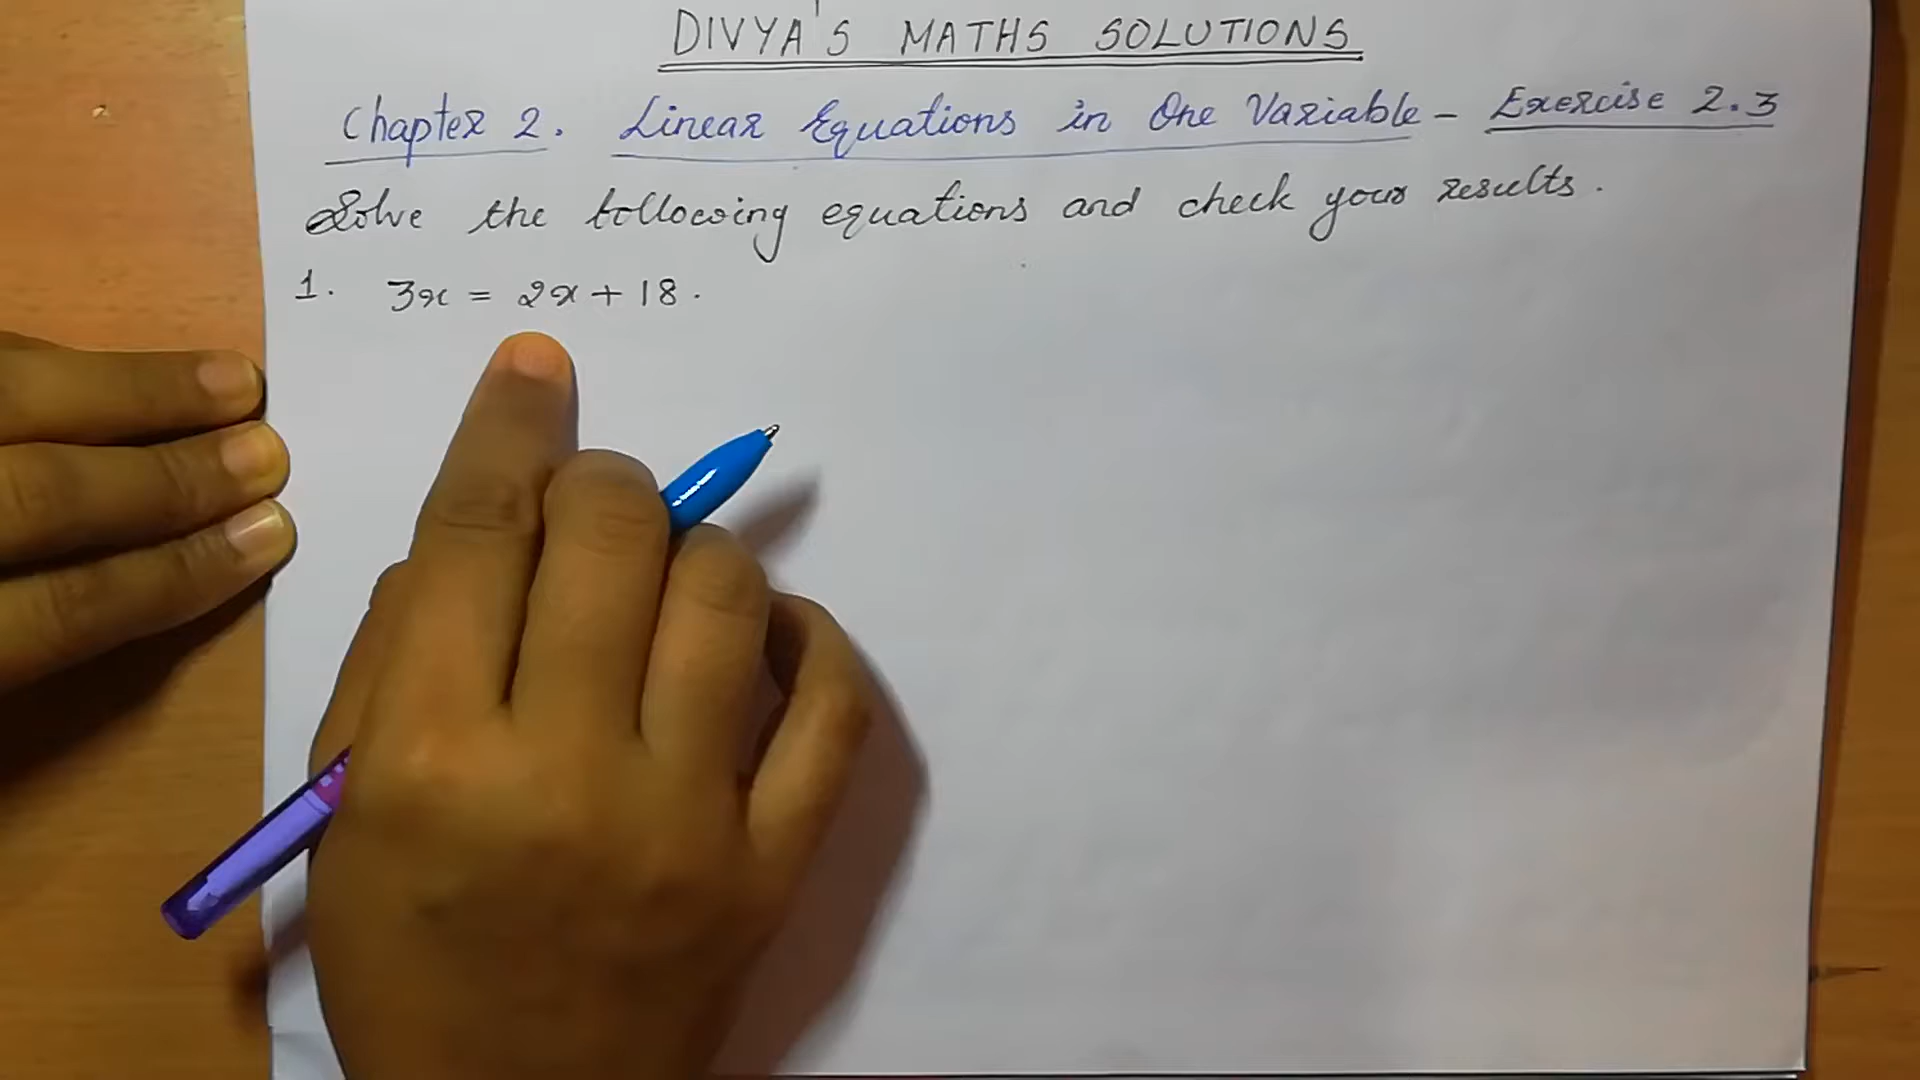 DIVYA'S MATHS SOLUTIONS
Chapter 2. Linear Equations in One Variable - Exercise 2.3
Solve the following equations and check your results.
1. 3x = 2x + 18.